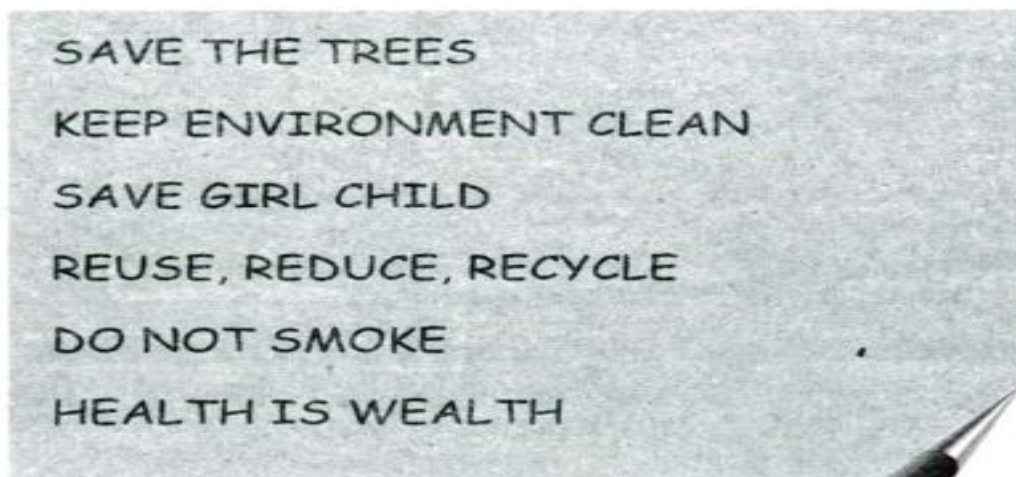 SAVE THE TREES
KEEP ENVIRONMENT CLEAN
SAVE GIRL CHILD
REUSE, REDUCE, RECYCLE
DO NOT SMOKE
HEALTH IS WEALTH